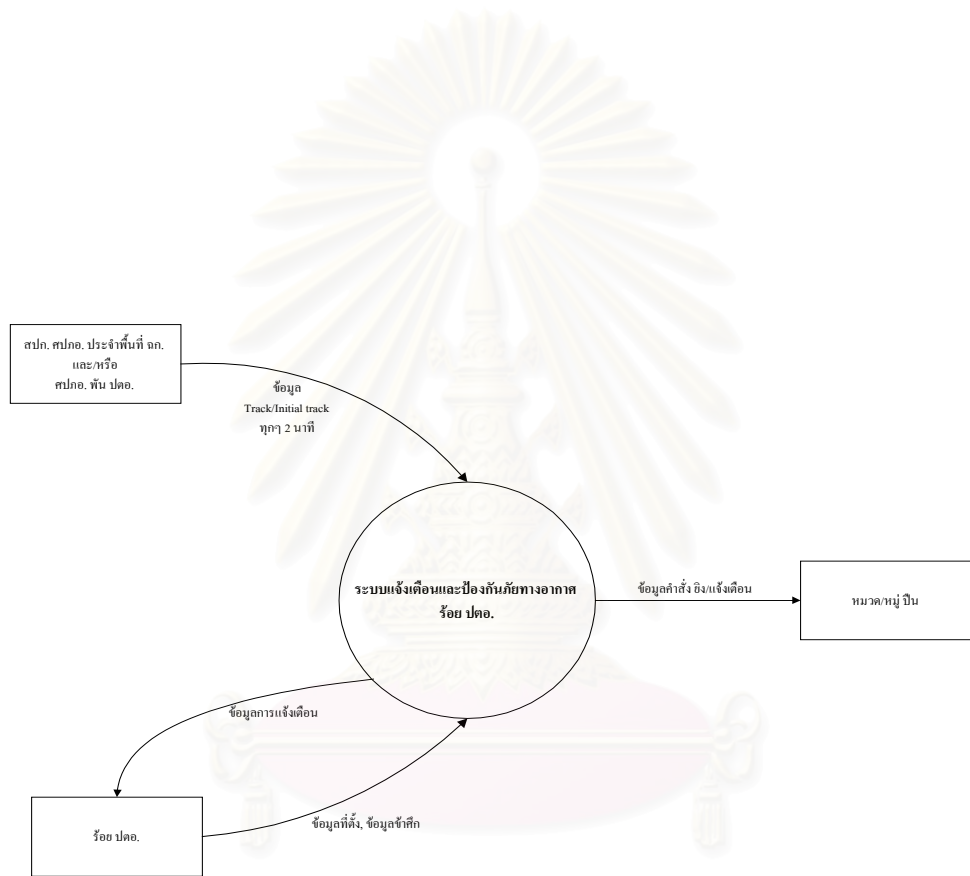 สปก. ศปภอ. ประจำพื้นที่ ฉก.
และ/หรือ
ศปภอ. พัน ปตอ.
ข้อมูล
Track/Initial track
ทุกๆ 2 นาที
ระบบแจ้งเตือนและป้องกันภัยทางอากาศ
ร้อย ปตอ.
ข้อมูลคำสั่ง ยิง/แจ้งเตือน
หมวด/หมู่ ปืน
ข้อมูลการแจ้งเตือน
ร้อย ปตอ.
ข้อมูลที่ตั้ง, ข้อมูลข้าศึก